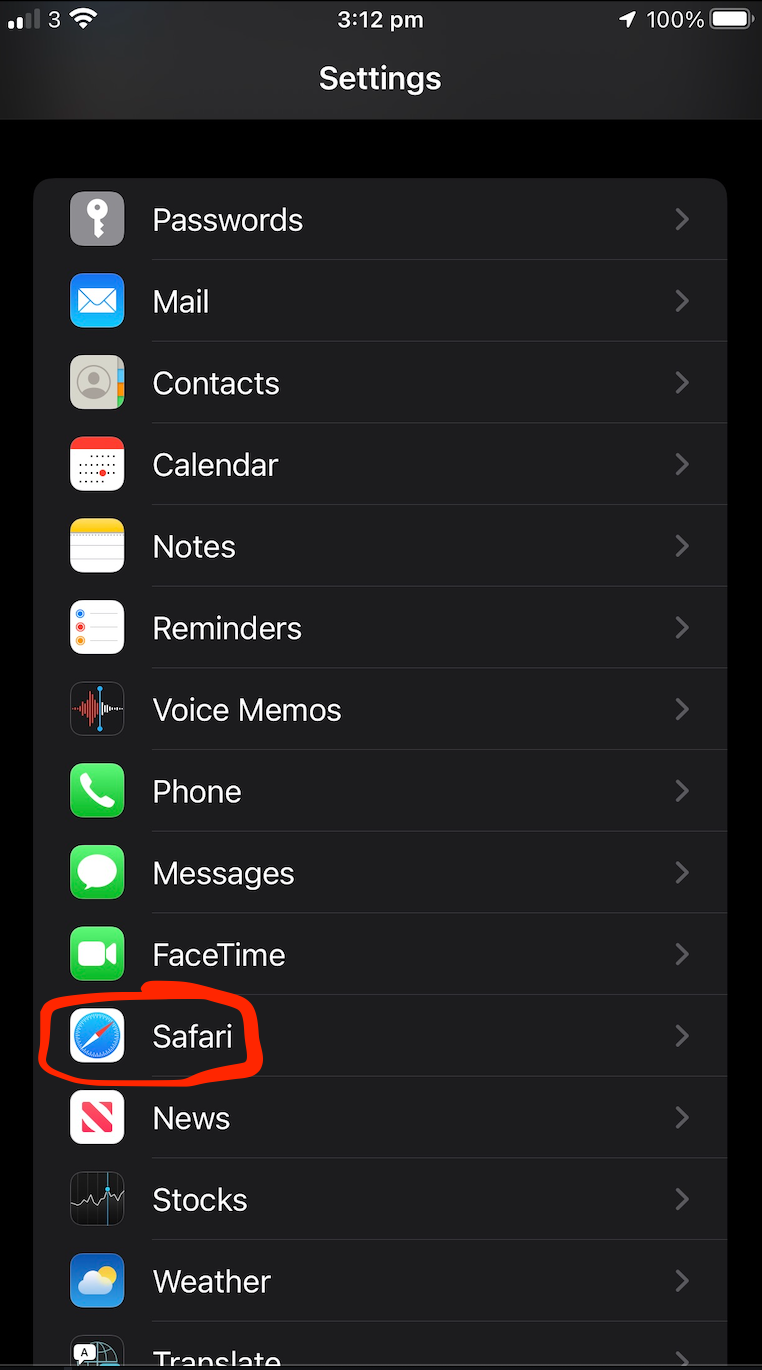 3 3:12 pm 100%
Settings
Passwords
Mail
Contacts
Calendar
Notes
Reminders
Voice Memos
Phone
Messages
FaceTime
Safari
News
Stocks
Weather
A Translate